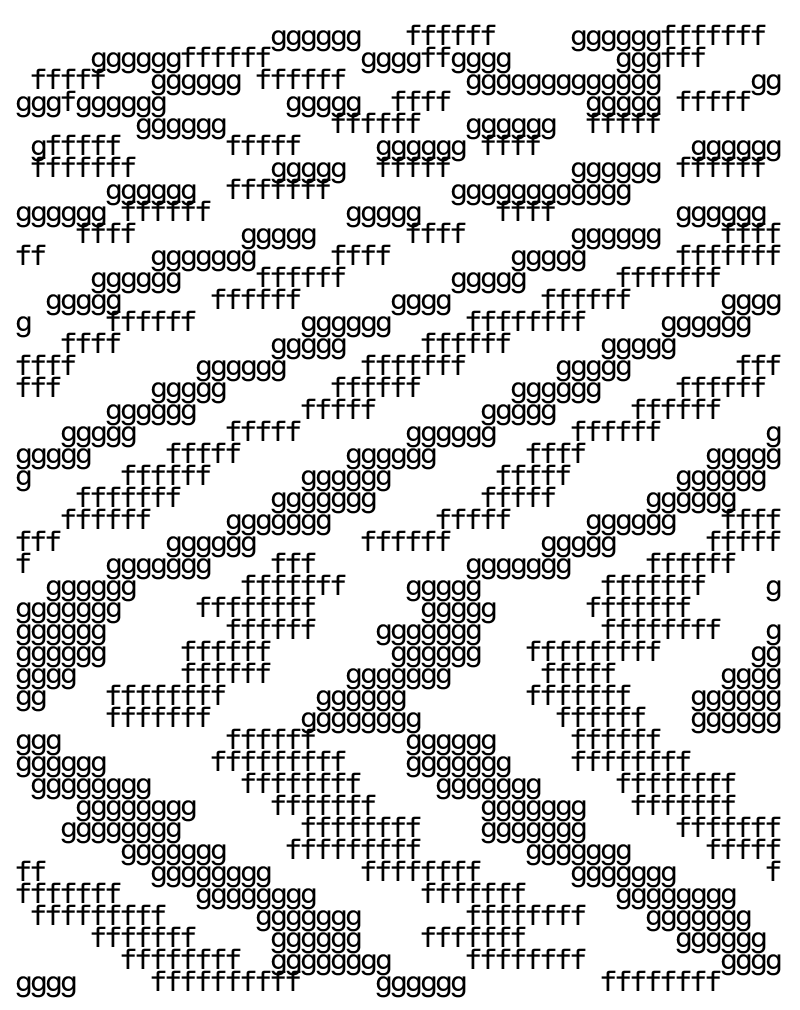 gggggg ffffff ggggggfffffff
ggggggffffff ggggffgggg gggfff
fffff gggggg ffffff ggggggggggggg gg
gggfgggggg ggggg ffff ggggg fffff
gggggg ffffff gggggg fffff
gfffff fffff gggggg ffff gggggg
fffffff ggggg fffff gggggg ffffff
gggggg fffffff gggggggggggg
gggggg ffffff ggggg ffff gggggg
ffff ggggg ffff gggggg ffff
ff ggggggg ffff ggggg fffffff
gggggg ffffff ggggg fffffff
ggggg ffffff gggg ffffff gggg
g ffffff gggggg ffffffff gggggg
ffff ggggg ffffff ggggg
ffff gggggg fffffff ggggg fff
fff ggggg ffffff gggggg ffffff
gggggg fffff ggggg ffffff
ggggg fffff gggggg ffffff g
ggggg fffff gggggg ffff ggggg
g ffffff gggggg fffff gggggg
fffffff ggggggg fffff gggggg
ffffff ggggggg fffff gggggg ffff
fff gggggg ffffff ggggg fffff
f ggggggg fff ggggggg ffffff
gggggg fffffff ggggg fffffff g
ggggggg ffffffff ggggg fffffff
gggggg ffffff ggggggg ffffffff g
gggggg ffffff gggggg fffffffff gg
gggg ffffff ggggggg fffff gggg
gg ffffffff gggggg fffffff gggggg
fffffff gggggggg ffffff gggggg
ggg ffffff gggggg ffffff
gggggg fffffffff ggggggg ffffffff
gggggggg ffffffff ggggggg ffffffff
gggggggg fffffff ggggggg fffffff
gggggggg ffffffff ggggggg fffffff
ggggggg fffffffff ggggggg fffff
ff gggggggg ffffffff ggggggg f
fffffff gggggggg fffffff gggggggg
fffffffff ggggggg ffffffff ggggggg
fffffff gggggg fffffff gggggg
ffffffff gggggggg ffffffff gggg
gggg ffffffffff gggggg ffffffff